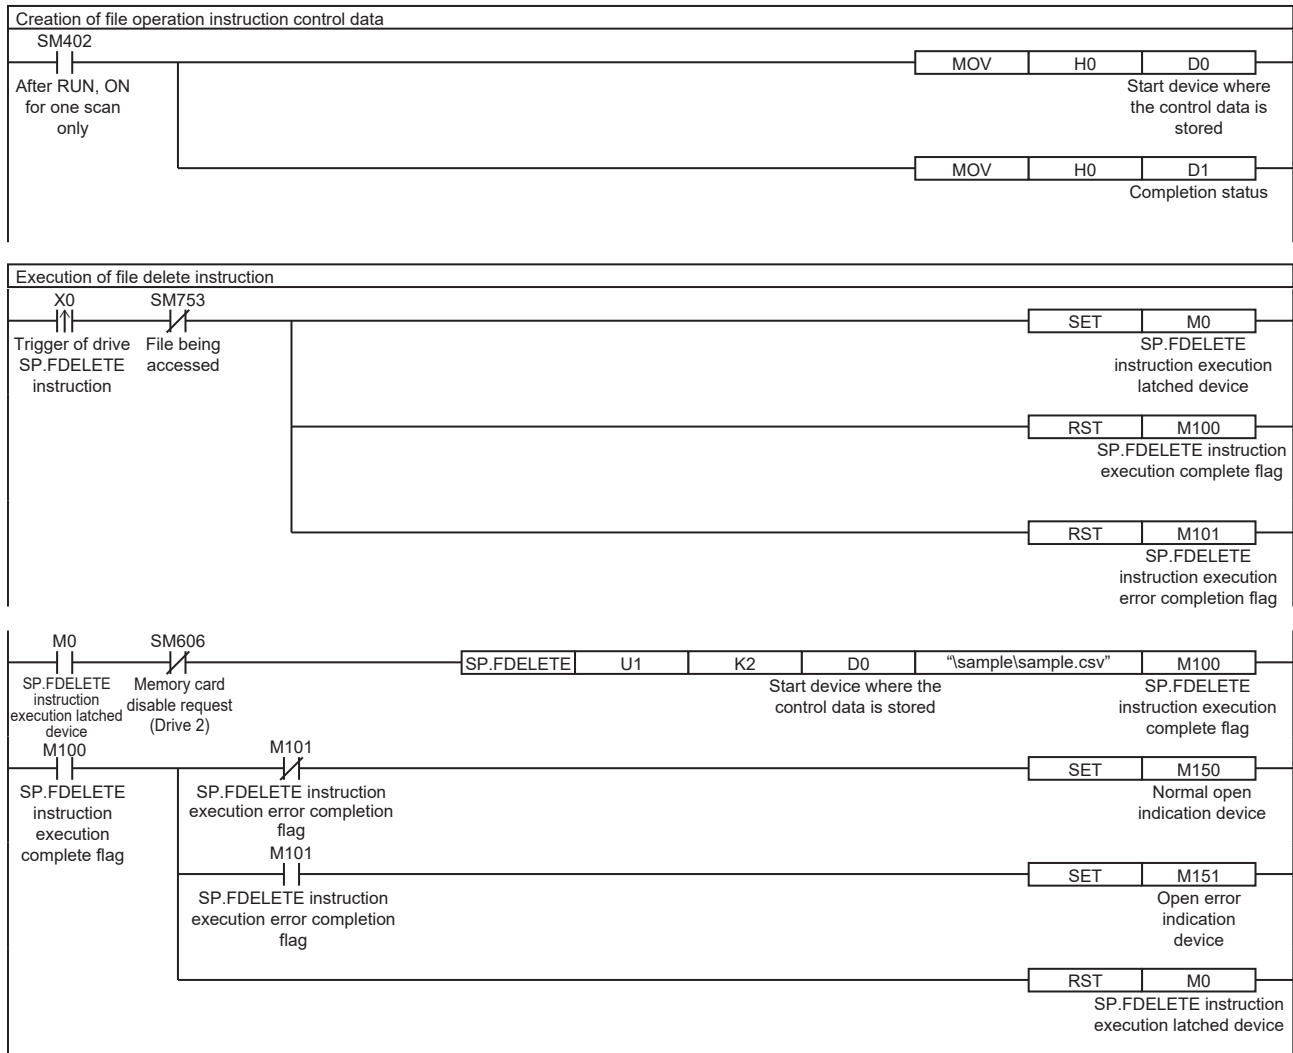 Creation of file operation instruction control data
SM402
MOV H0 D0
After RUN, ON
for one scan
only
Start device where
the control data is
stored
MOV H0 D1
Completion status
Execution of file delete instruction
X0 SM753
SET M0
Trigger of drive
SP.FDELETE
instruction
File being
accessed
SP.FDELETE
instruction execution
latched device
RST M100
SP.FDELETE instruction
execution complete flag
RST M101
SP.FDELETE
instruction execution
error completion flag
M0 SM606
SP.FDELETE U1 K2 D0 “\sample\sample.csv” M100
SP.FDELETE
instruction
execution latched
device
Memory card
disable request
(Drive 2)
Start device where the
control data is stored
SP.FDELETE
instruction execution
complete flag
M100 M101
SET M150
SP.FDELETE
instruction
execution
complete flag
SP.FDELETE instruction
execution error completion
flag
Normal open
indication device
M101
SET M151
SP.FDELETE instruction
execution error completion
flag
Open error
indication
device
RST M0
SP.FDELETE instruction
execution latched device